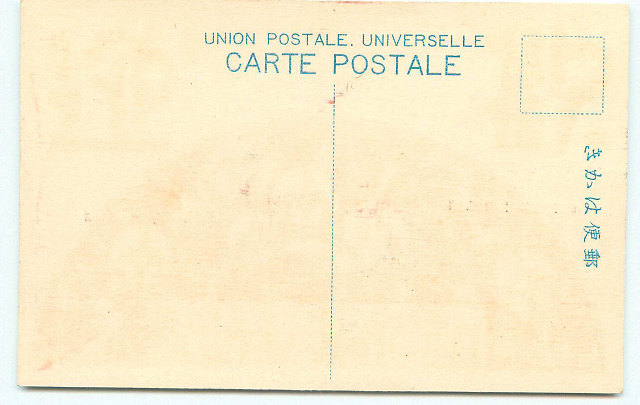 UNION POSTALE. UNIVERSELLE
CARTE POSTALE
郵便はかき